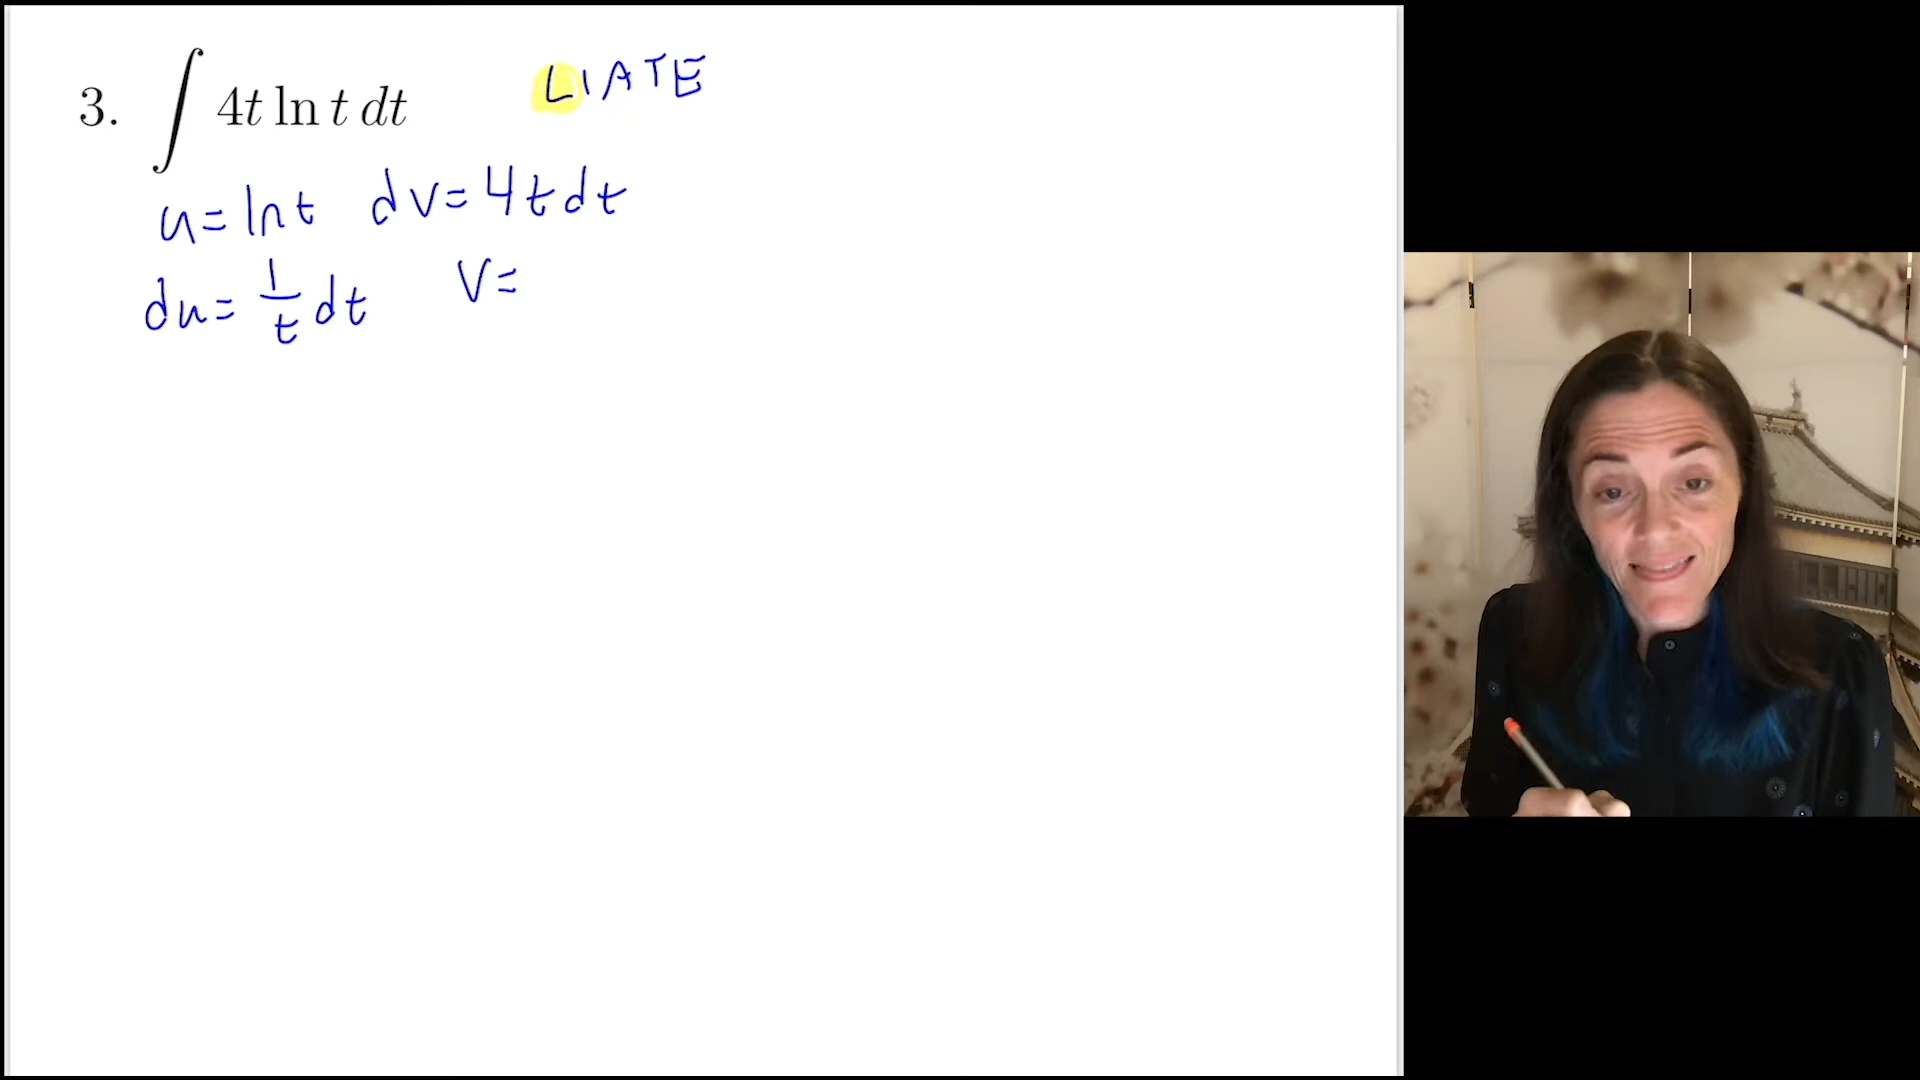 3. ∫ 4t ln t dt LIATE
u = ln t dv = 4t dt
du = 1/t dt v =